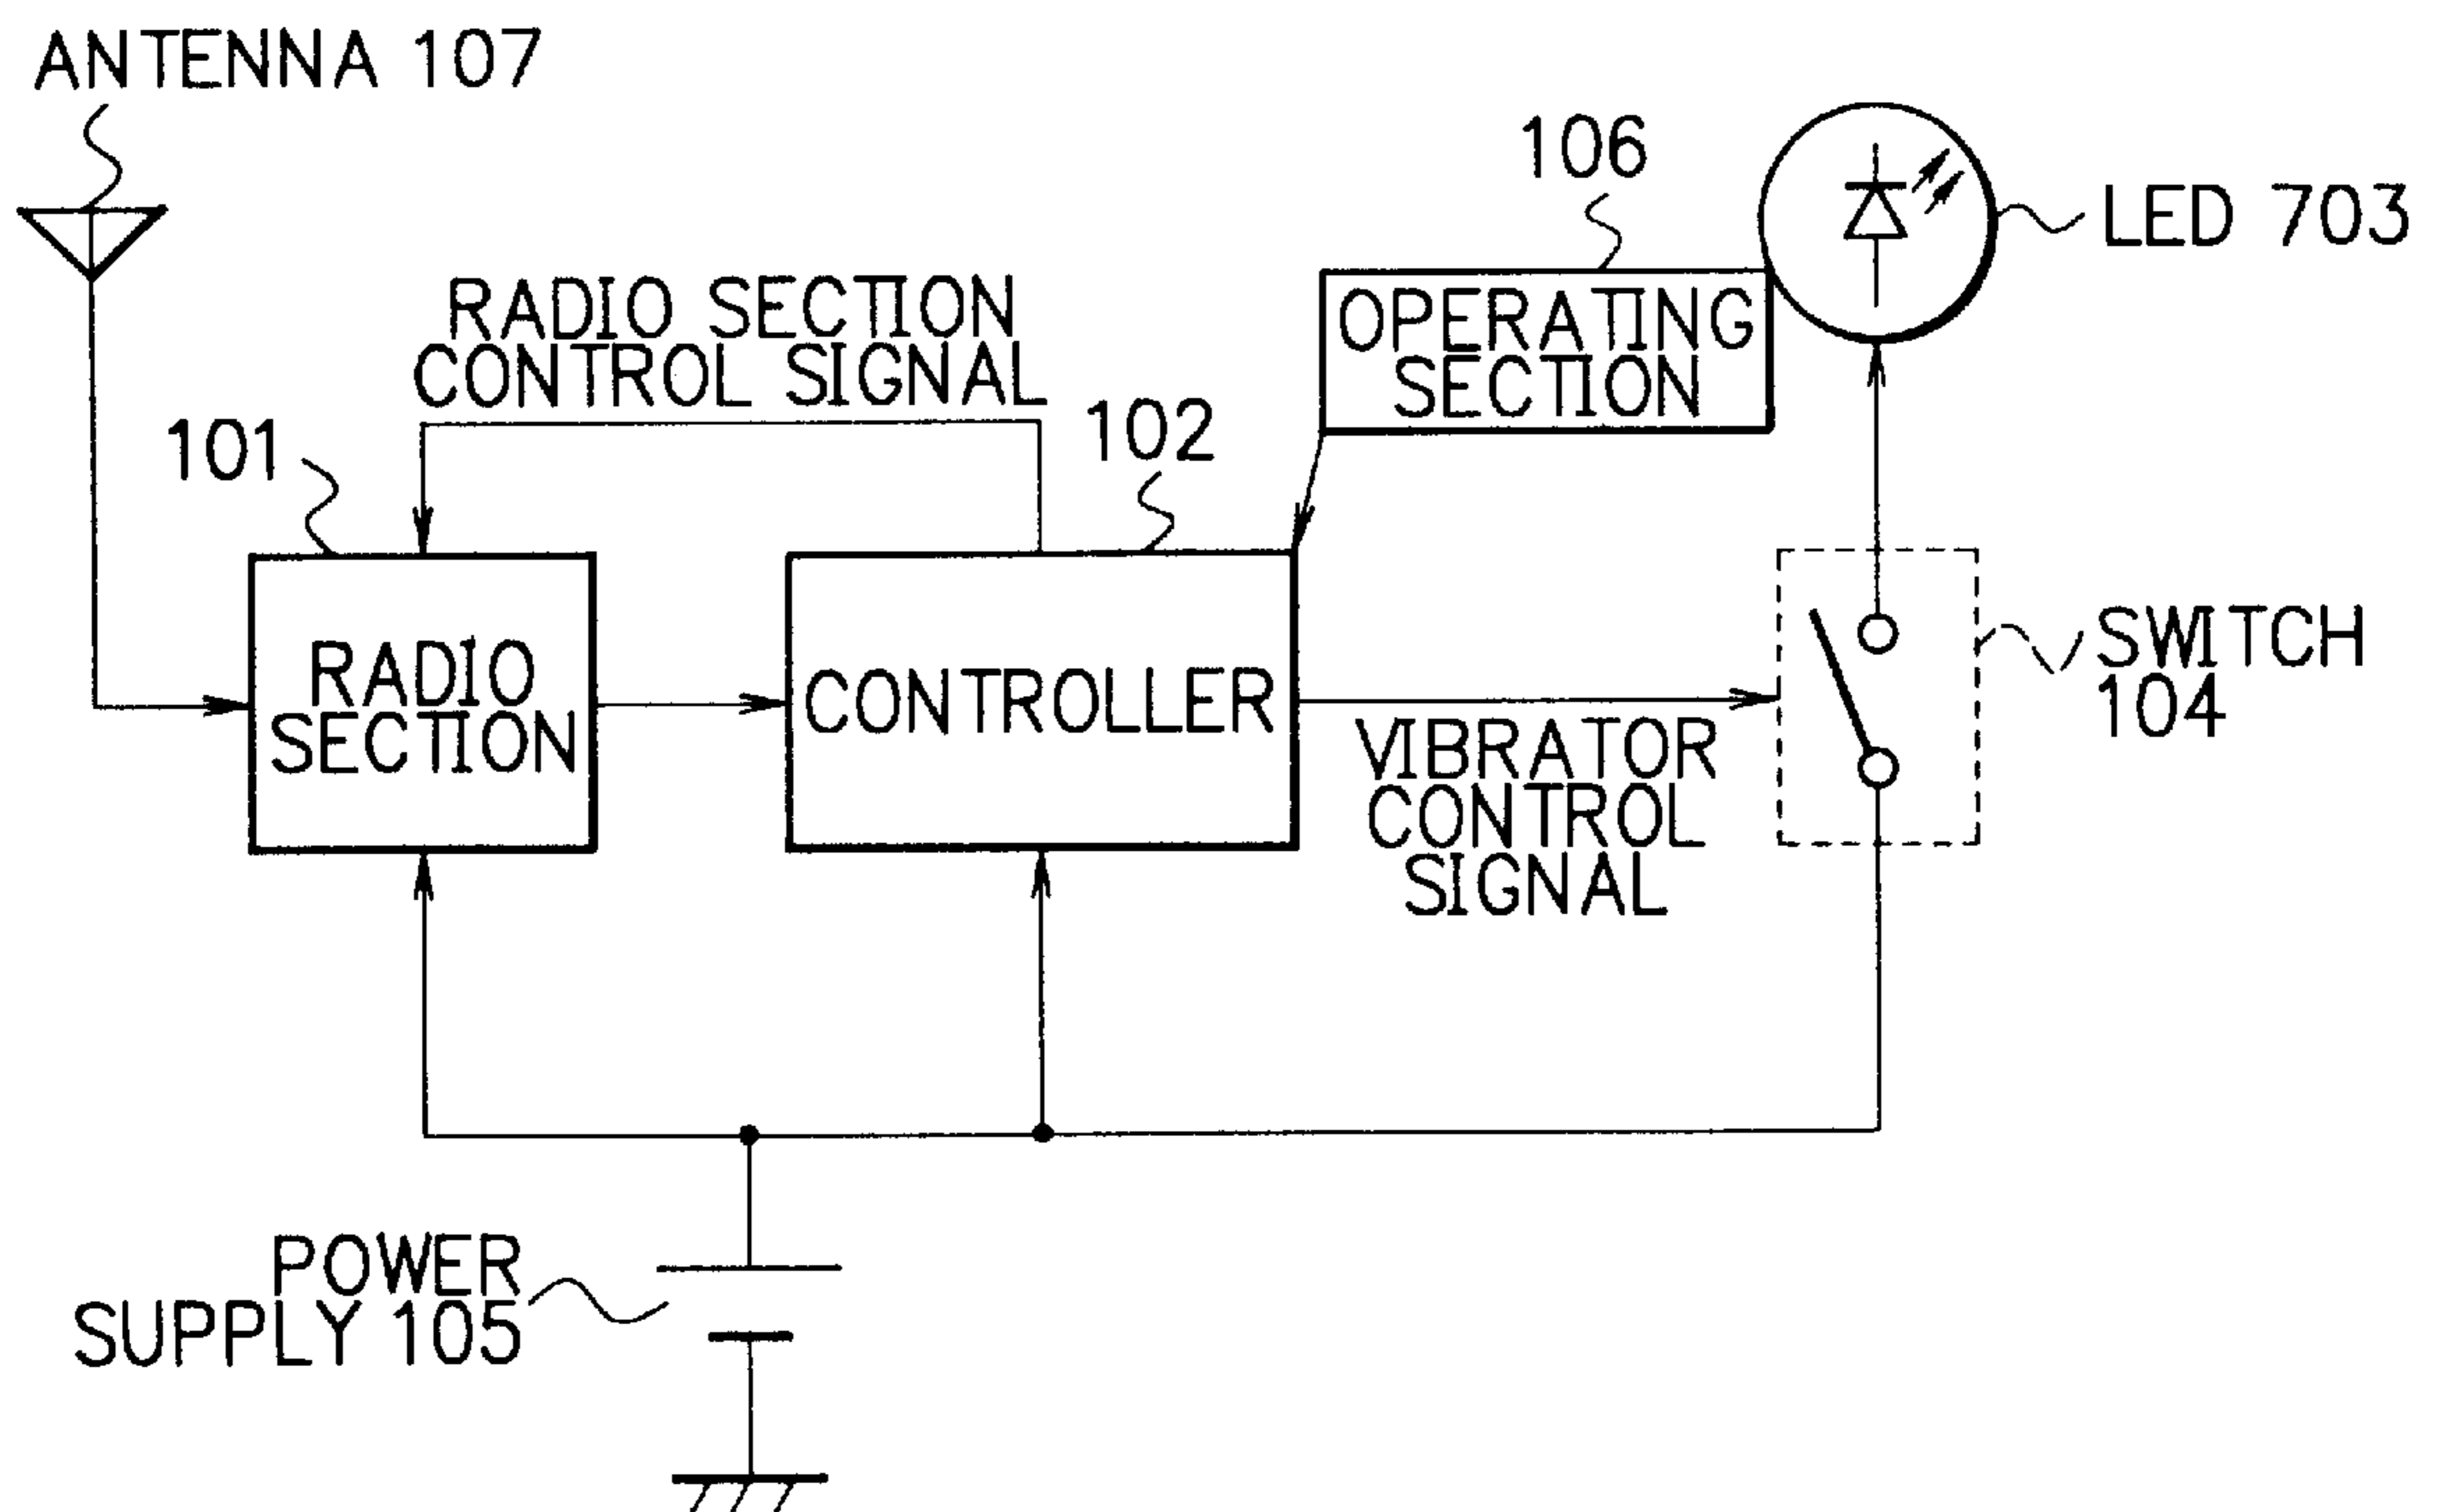 ANTENNA 107
106
LED 703
RADIO SECTION
CONTROL SIGNAL
OPERATING
SECTION
101
102
RADIO
SECTION
CONTROLLER
SWITCH
104
VIBRATOR
CONTROL
SIGNAL
POWER
SUPPLY 105